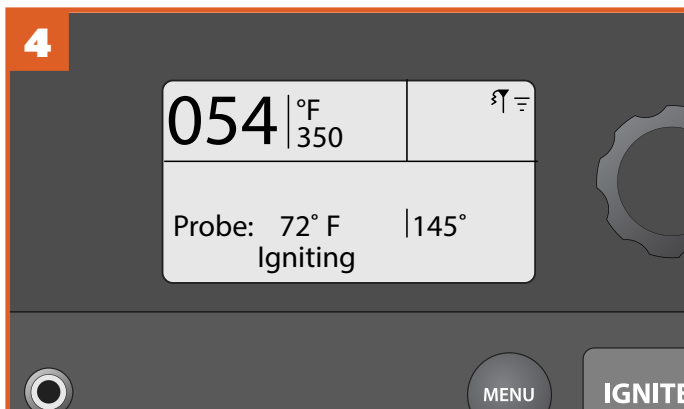 4
054 °F
350
Probe: 72° F 145°
Igniting
MENU
IGNITE